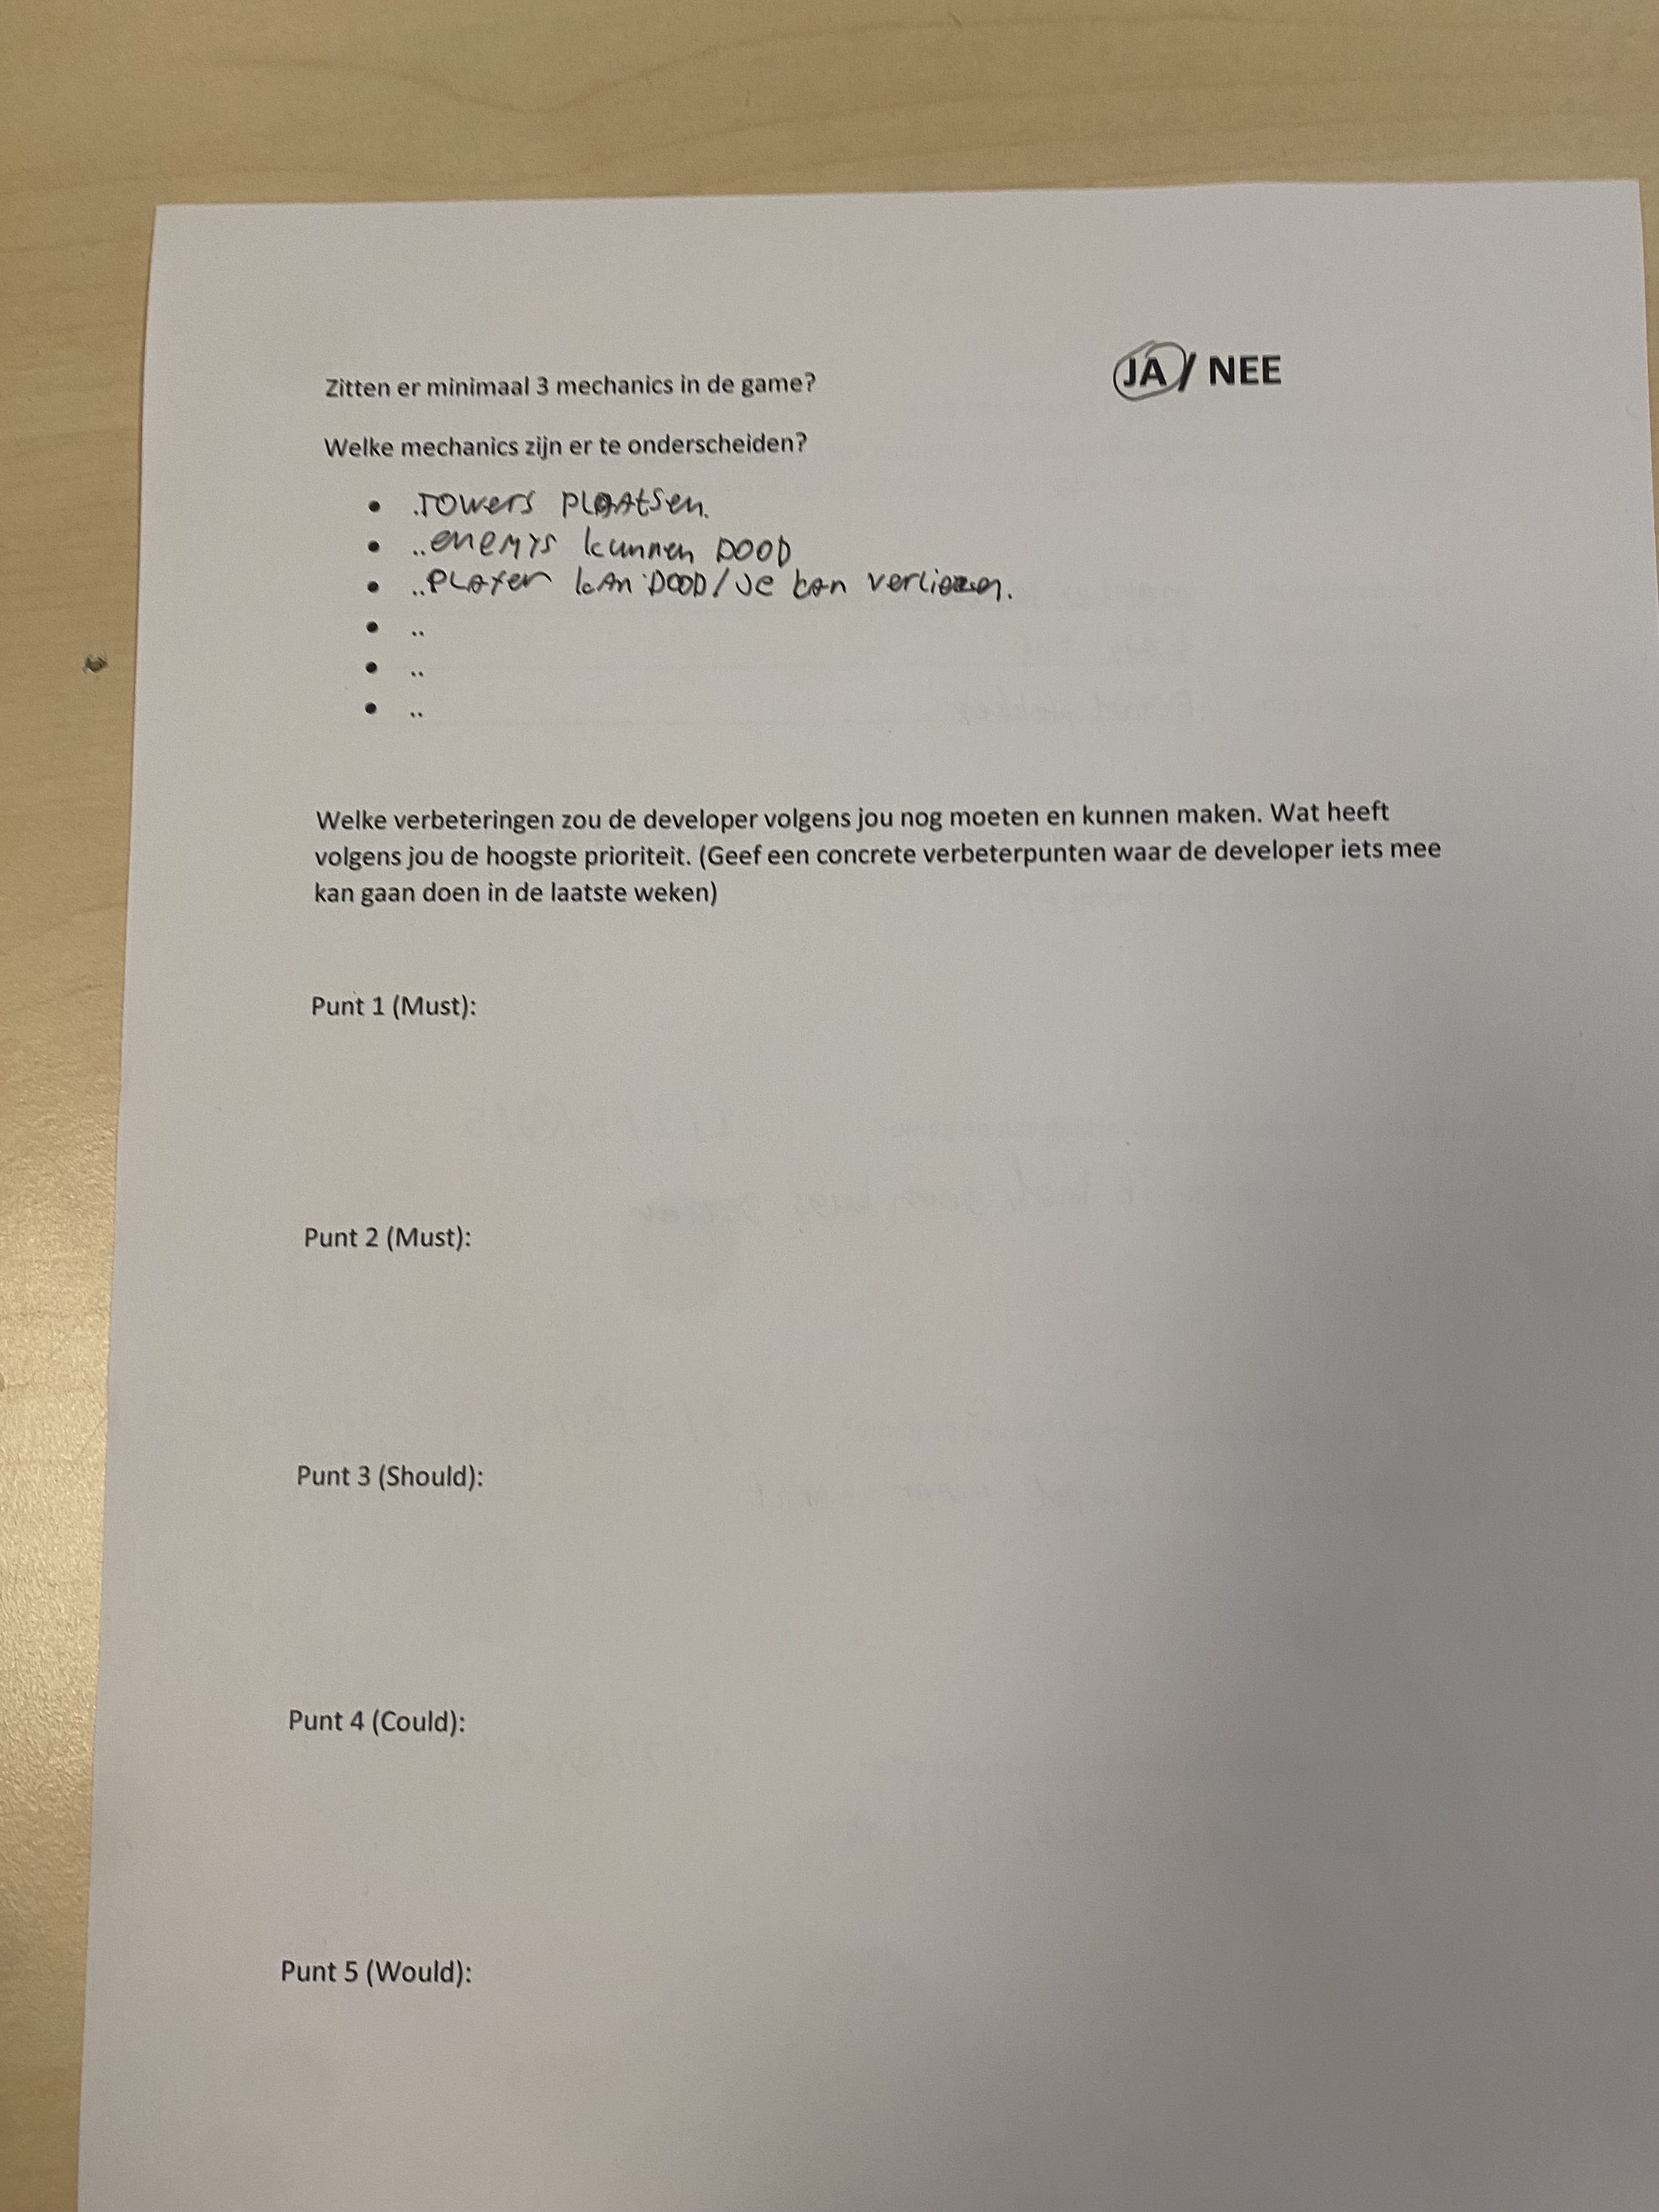 Zitten er minimaal 3 mechanics in de game? JA / NEE
Welke mechanics zijn er te onderscheiden?
• .Towers plaatsen.
• ..enemys kunnen DOOD
• ..Player kan DOOD / Je kan verliezen.
• ..
• ..
• ..
Welke verbeteringen zou de developer volgens jou nog moeten en kunnen maken. Wat heeft
volgens jou de hoogste prioriteit. (Geef een concrete verbeterpunten waar de developer iets mee
kan gaan doen in de laatste weken)
Punt 1 (Must):
Punt 2 (Must):
Punt 3 (Should):
Punt 4 (Could):
Punt 5 (Would):